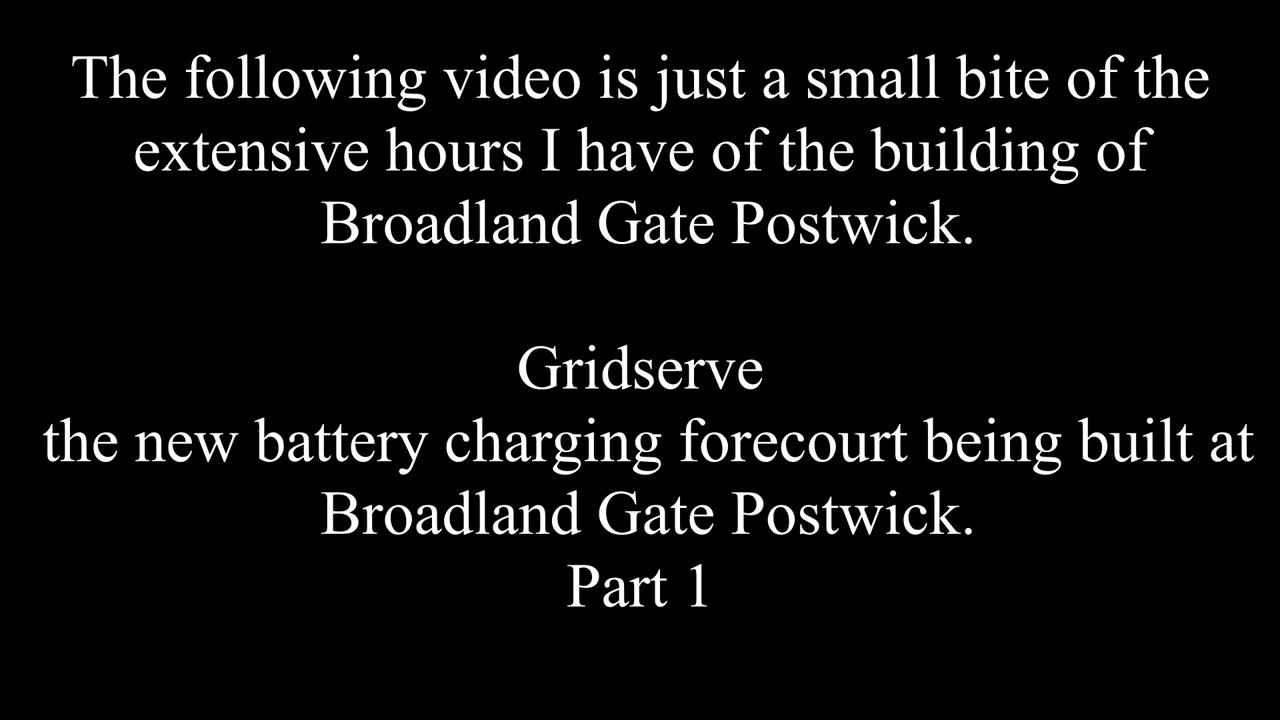 The following video is just a small bite of the
extensive hours I have of the building of
Broadland Gate Postwick.
Gridserve
the new battery charging forecourt being built at
Broadland Gate Postwick.
Part 1